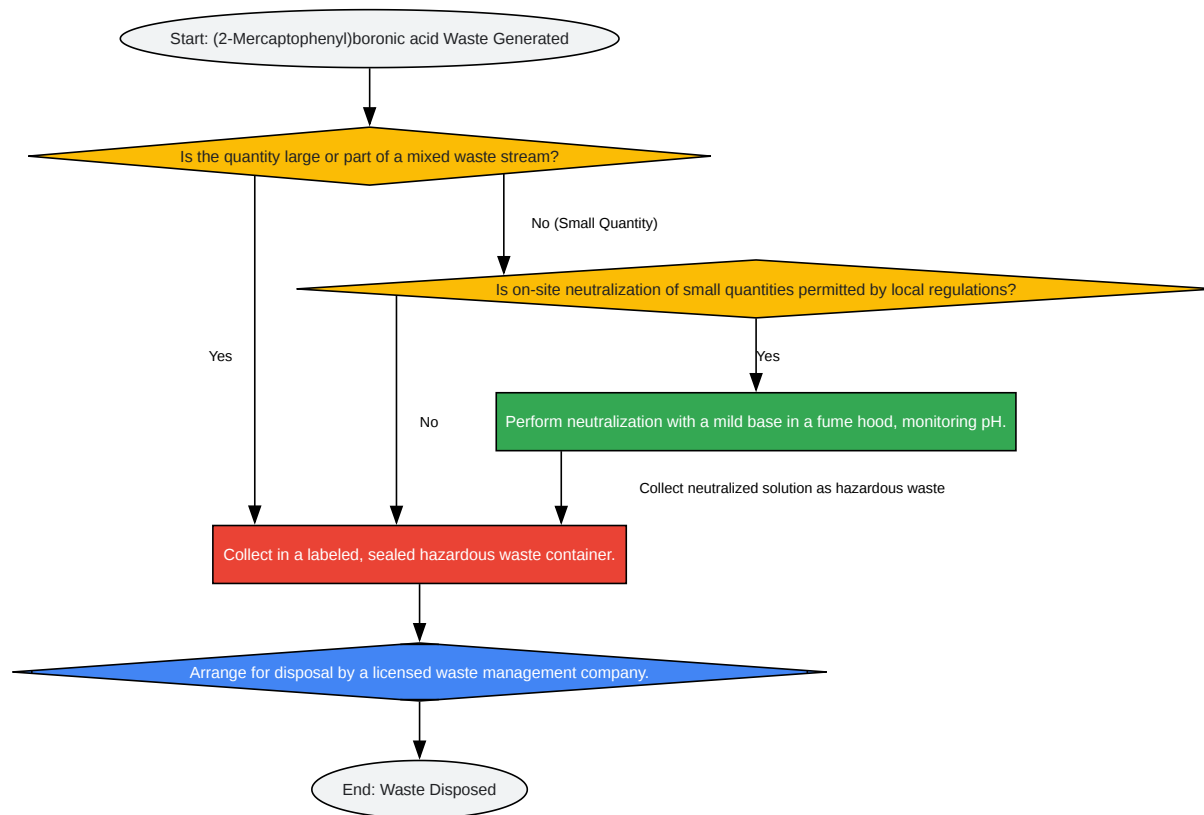 Start: (2-Mercaptophenyl)boronic acid Waste Generated
Is the quantity large or part of a mixed waste stream?
No (Small Quantity)
Is on-site neutralization of small quantities permitted by local regulations?
Yes
Yes
No
Perform neutralization with a mild base in a fume hood, monitoring pH.
Collect neutralized solution as hazardous waste
Collect in a labeled, sealed hazardous waste container.
Arrange for disposal by a licensed waste management company.
End: Waste Disposed